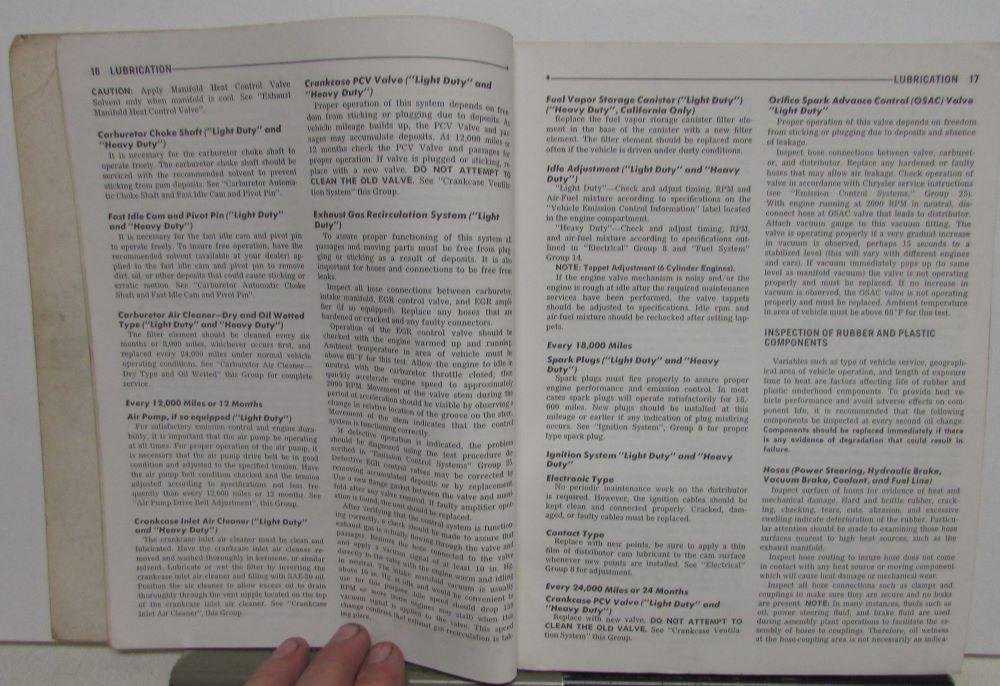 16 LUBRICATION
CAUTION: Apply Manifold Heat Control Valve
Solvent only when manifold is cool. See "Exhaust
Manifold Heat Control Valve".
Carburetor Choke Shaft ("Light Duty" and
"Heavy Duty")
It is necessary for the carburetor choke shaft to
operate freely. The carburetor choke shaft should be
serviced with the recommended solvent to prevent
sticking from gum deposits. See "Carburetor Automa-
tic Choke Shaft and Fast Idle Cam and Pivot Pin".
Fast Idle Cam and Pivot Pin ("Light Duty"
and "Heavy Duty")
It is necessary for the fast idle cam and pivot pin
to operate freely. To insure free operation, have the
recommended solvent (available at your dealer) ap-
plied to the fast idle cam and pivot pin to remove
dirt, oil, or other deposits that could cause sticking or
erratic motion. See "Carburetor Automatic Choke
Shaft and Fast Idle Cam and Pivot Pin".
Carburetor Air Cleaner—Dry and Oil Wetted
Type ("Light Duty" and "Heavy Duty")
The filter element should be cleaned every six
months or 8,000 miles, whichever occurs first, and
replaced every 24,000 miles under normal vehicle
operating conditions. See "Carburetor Air Cleaner—
Dry Type and Oil Wetted" this Group for complete
service.
Every 12,000 Miles or 12 Months
Air Pump, if so equipped ("Light Duty")
For satisfactory emission control and engine dura-
bility, it is important that the air pump be operating
at all times. For proper operation of the air pump, it
is necessary that the air pump drive belt be in good
condition and adjusted to the specified tension. Have
the air pump belt condition checked and the tension
adjusted according to specifications not less fre-
quently than every 12,000 miles or 12 months. See
"Air Pump Drive Belt Adjustment", this Group.
Crankcase Inlet Air Cleaner ("Light Duty"
and "Heavy Duty")
The crankcase inlet air cleaner must be clean and
lubricated. Have the crankcase inlet air cleaner re-
moved and washed thoroughly in kerosene, or similar
solvent. Lubricate or wet the filter by inverting the
crankcase inlet air cleaner and filling with SAE-30 oil.
Position the air cleaner to allow excess oil to drain
thoroughly through the vent nipple located on the top
of the crankcase inlet air cleaner. See "Crankcase
Inlet Air Cleaner", this Group.
Crankcase PCV Valve ("Light Duty" and
"Heavy Duty")
Proper operation of this system depends on free
dom from sticking or plugging due to deposits. As
vehicle mileage builds up, the PCV Valve and pas
sages may accumulate deposits. At 12,000 miles or
12 months check the PCV Valve and passages for
proper operation. If valve is plugged or sticking, re
place with new valve. DO NOT ATTEMPT TO
CLEAN THE OLD VALVE. See "Crankcase Ventila-
tion System" this Group.
Exhaust Gas Recirculation System ("Light
Duty")
To assure proper functioning of this system all
passages and moving parts must be free from plug
ging or sticking as a result of deposits. It is also
important for hoses and connections to be free from
leaks.
Inspect all hose connections between carburetor,
intake manifold, EGR control valve, and EGR ampli
fier (if so equipped). Replace any hoses that are
hardened or cracked and any faulty connectors.
Operation of the EGR control valve should be
checked with the engine warmed up and running
Ambient temperature in area of vehicle must be
above 68°F for this test. Allow the engine to idle in
neutral with the carburetor throttle closed, then
quickly accelerate engine speed to approximately
2000 RPM. Movement of the valve stem during the
period of acceleration should be visible by observing a
change in relative location of the groove on the stem.
Movement of the stem indicates that the control
system is functioning correctly.
If defective operation is indicated, the problem
should be diagnosed using the test procedure de
scribed in "Emission Control Systems" Group 25.
Defective EGR control valves may be corrected by
removing accumulated deposits or by replacement.
Use a new flange gasket between the valve and mani
fold after any valve removal. If faulty amplifier oper
ation is found, it should be replaced.
After verifying that the control system is function
ing correctly, a check should be made to assure that
exhaust gas is actually flowing through the valve and
passages. Remove the hose connected to the valve
and apply a vacuum signal of at least 10 in. Hg.
directly to the valve with the engine warm and idling
in neutral. The intake manifold vacuum is usually
above 10 in. Hg. at idle and would be convenient to
use for this purpose. Idle speed should drop 150
RPM or more (some engines may stall) when this
vacuum signal is applied to the valve. This speed
change confirms that exhaust gas recirculation is tak-
ing place.
LUBRICATION 17
Fuel Vapor Storage Canister ("Light Duty")
("Heavy Duty", California Only)
Replace the fuel vapor storage canister filter ele-
ment in the base of the canister with a new filter
element. The filter element should be replaced more
often if the vehicle is driven under dusty conditions.
Idle Adjustment ("Light Duty" and "Heavy
Duty")
"Light Duty"—Check and adjust timing, RPM and
Air-Fuel mixture according to specifications on the
"Vehicle Emission Control Information" label located
in the engine compartment.
"Heavy Duty"—Check and adjust timing, RPM,
and air-fuel mixture according to specifications out-
lined in "Electrical" Group 8 and "Fuel System"
Group 14.
NOTE: Tappet Adjustment (6 Cylinder Engines).
If the engine valve mechanism is noisy and/or the
engine is rough at idle after the required maintenance
services have been performed, the valve tappets
should be adjusted to specifications. Idle rpm and
air-fuel mixture should be rechecked after setting tap-
pets.
Every 18,000 Miles
Spark Plugs ("Light Duty" and "Heavy
Duty")
Spark plugs must fire properly to assure proper
engine performance and emission control. In most
cases spark plugs will operate satisfactorily for 18,-
000 miles. New plugs should be installed at this
mileage or earlier if any indication of plug misfiring
occurs. See "Ignition System", Group 8 for proper
type spark plug.
Ignition System "Light Duty" and "Heavy
Duty"
Electronic Type
No periodic maintenance work on the distributor
is required. However, the ignition cables should be
kept clean and connected properly. Cracked, dam-
aged, or faulty cables must be replaced.
Contact Type
Replace with new points, be sure to apply a thin
film of distributor cam lubricant to the cam surface
whenever new points are installed. See "Electrical"
Group 8 for adjustment.
Every 24,000 Miles or 24 Months
Crankcase PCV Valve ("Light Duty" and
"Heavy Duty")
Replace with new valve. DO NOT ATTEMPT TO
CLEAN THE OLD VALVE. See "Crankcase Ventila-
tion System" this Group.
Orifice Spark Advance Control (OSAC) Valve
"Light Duty"
Proper operation of this valve depends on freedom
from sticking or plugging due to deposits and absence
of leakage.
Inspect hose connections between valve, carburet-
or, and distributor. Replace any hardened or faulty
hoses that may allow air leakage. Check operation of
valve in accordance with Chrysler service instructions
(see "Emission Control Systems," Group 25).
With engine running at 2000 RPM in neutral, dis-
connect hose at OSAC valve that leads to distributor.
Attach vacuum gauge to this vacuum fitting. The
valve is operating properly if a very gradual increase
in vacuum is observed, perhaps 15 seconds to a
stabilized level (this will vary with different engines
and cars). If vacuum immediately pops up (to same
level as manifold vacuum) the valve is not operating
properly and must be replaced. If no increase in
vacuum is observed, the OSAC valve is not operating
properly and must be replaced. Ambient temperature
in area of vehicle must be above 68°F for this test.
INSPECTION OF RUBBER AND PLASTIC
COMPONENTS
Variables such as type of vehicle service, geograph-
ical area of vehicle operation, and length of exposure
time to heat are factors affecting life of rubber and
plastic underhood components. To provide best ve-
hicle performance and avoid adverse effects on com-
ponent life, it is recommended that the following
components be inspected at every second oil change.
Components should be replaced immediately if there
is any evidence of degradation that could result in
failure.
Hoses (Power Steering, Hydraulic Brake,
Vacuum Brake, Coolant, and Fuel Line)
Inspect surface of hoses for evidence of heat and
mechanical damage. Hard and brittle rubber, crack-
ing, checking, tears, cuts, abrasion, and excessive
swelling indicate deterioration of the rubber. Particu-
lar attention should be made to examining those hose
surfaces nearest to high heat sources, such as the
exhaust manifold.
Inspect hose routing to insure hose does not come
in contact with any heat source or moving component
which will cause heat damage or mechanical wear.
Inspect all hose connections such as clamps and
couplings to make sure they are secure and no leaks
are present. NOTE: In many instances, fluids such as
oil, power steering fluid, and brake fluid are used
during assembly plant operations to facilitate the as-
sembly of hoses to couplings. Therefore, oil wetness
at the hose-coupling area is not necessarily an indica-